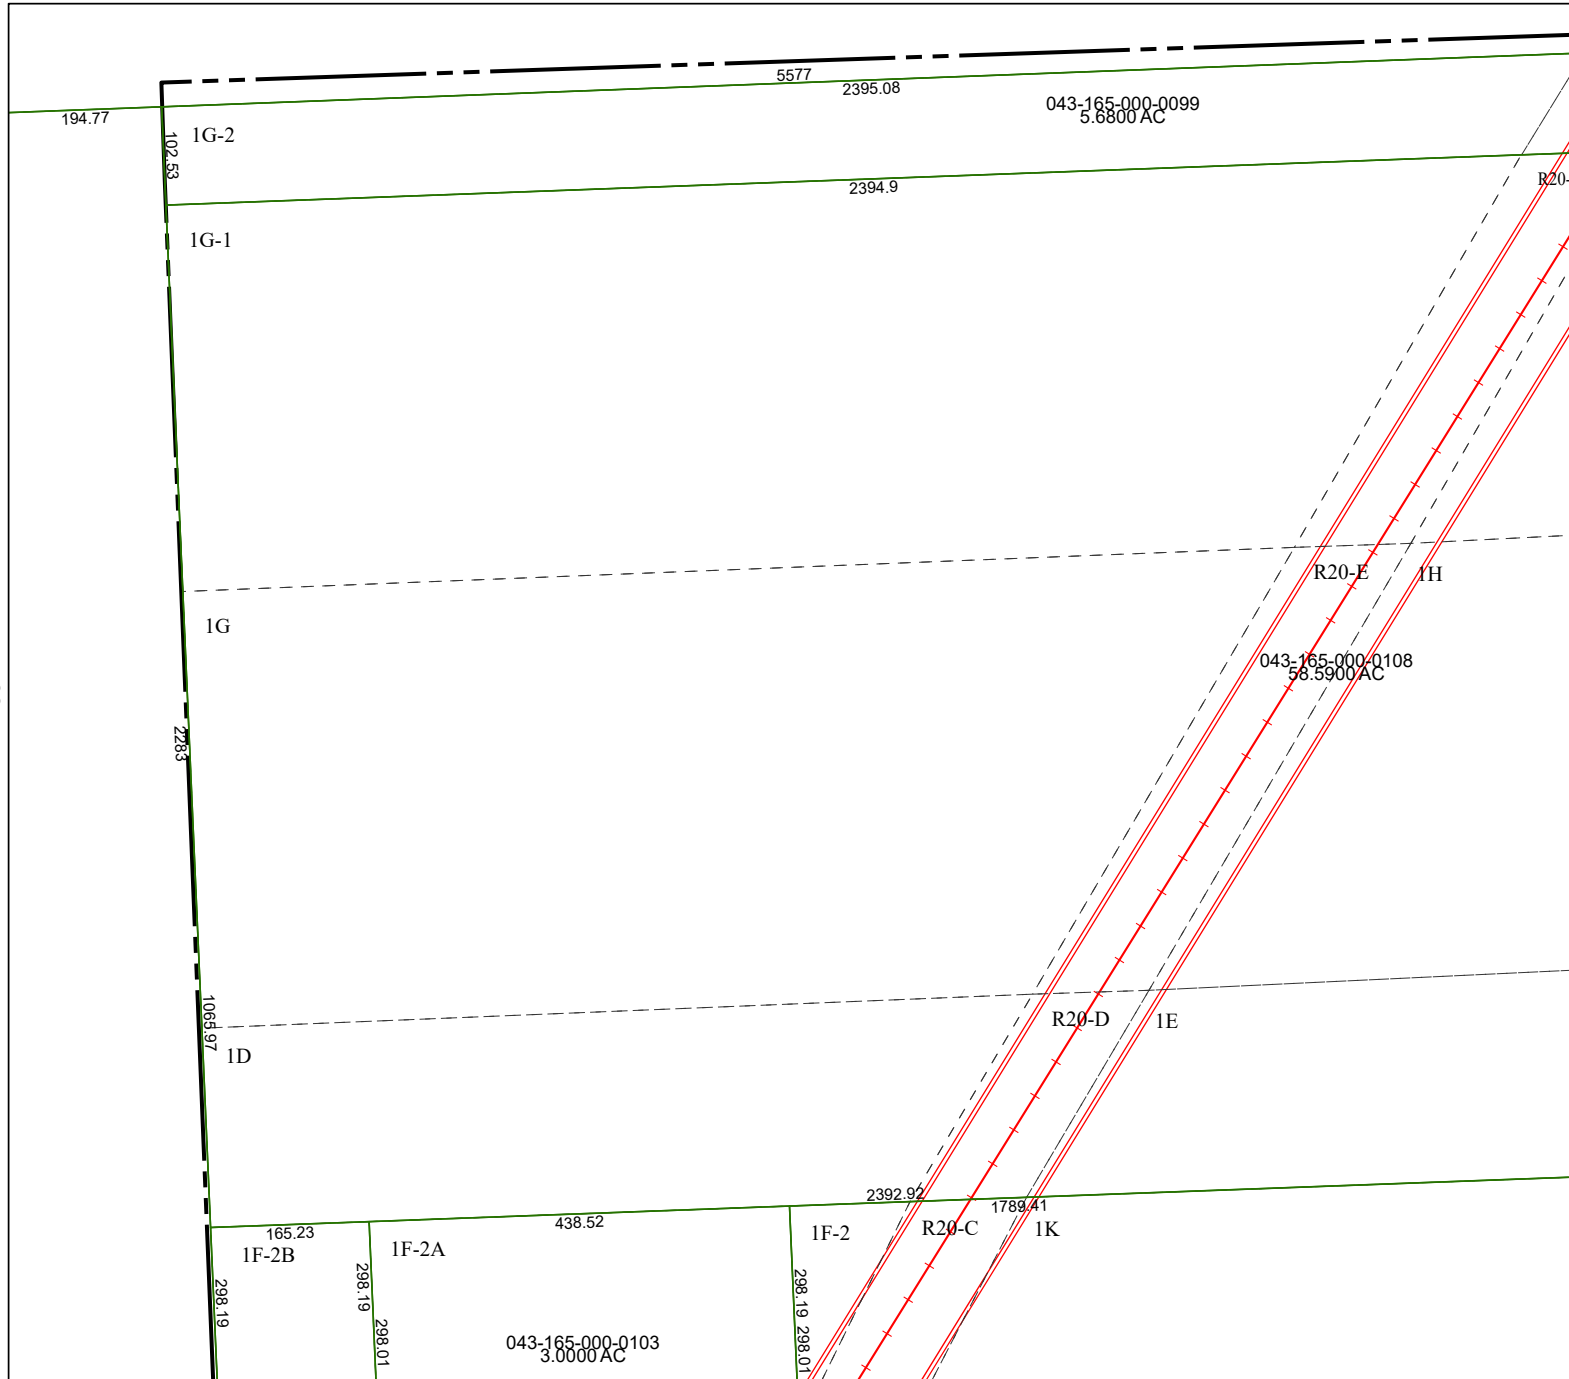 5577
2395.08
043-165-000-0099
5.6800 AC
194.77
1G-2
102.53
R20-
2394.9
1G-1
R20-E
1H
1G
043-165-000-0108
58.5900 AC
2283
1065.97
R20-D
1E
1D
2392.92
1789.41
165.23
438.52
1F-2
R20-C
1K
1F-2B
1F-2A
298.19
298.19
298.19
298.01
298.01
043-165-000-0103
3.0000 AC